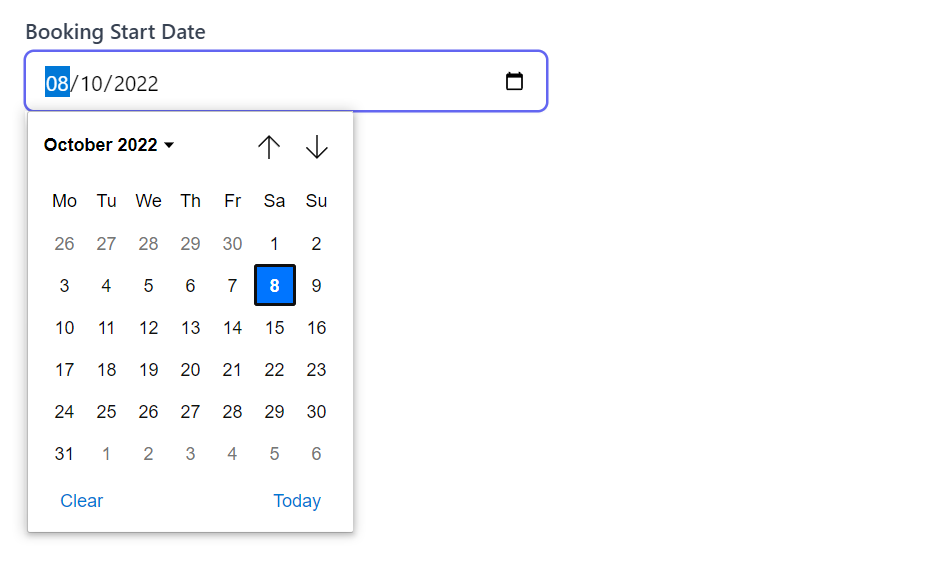 Booking Start Date
08/10/2022
October 2022
Mo Tu We Th Fr Sa Su
26 27 28 29 30 1 2
3 4 5 6 7 8 9
10 11 12 13 14 15 16
17 18 19 20 21 22 23
24 25 26 27 28 29 30
31 1 2 3 4 5 6
Clear Today